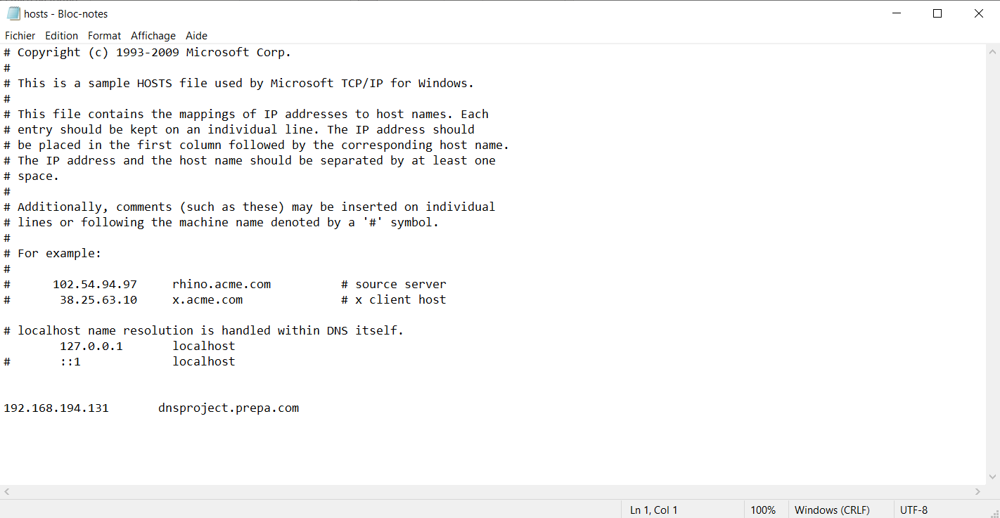 hosts - Bloc-notes
Fichier Edition Format Affichage Aide
# Copyright (c) 1993-2009 Microsoft Corp.
#
# This is a sample HOSTS file used by Microsoft TCP/IP for Windows.
#
# This file contains the mappings of IP addresses to host names. Each
# entry should be kept on an individual line. The IP address should
# be placed in the first column followed by the corresponding host name.
# The IP address and the host name should be separated by at least one
# space.
#
# Additionally, comments (such as these) may be inserted on individual
# lines or following the machine name denoted by a '#' symbol.
#
# For example:
#
#      102.54.94.97     rhino.acme.com          # source server
#       38.25.63.10     x.acme.com              # x client host

# localhost name resolution is handled within DNS itself.
        127.0.0.1       localhost
#       ::1             localhost

192.168.194.131       dnsproject.prepa.com
Ln 1, Col 1 100% Windows (CRLF) UTF-8